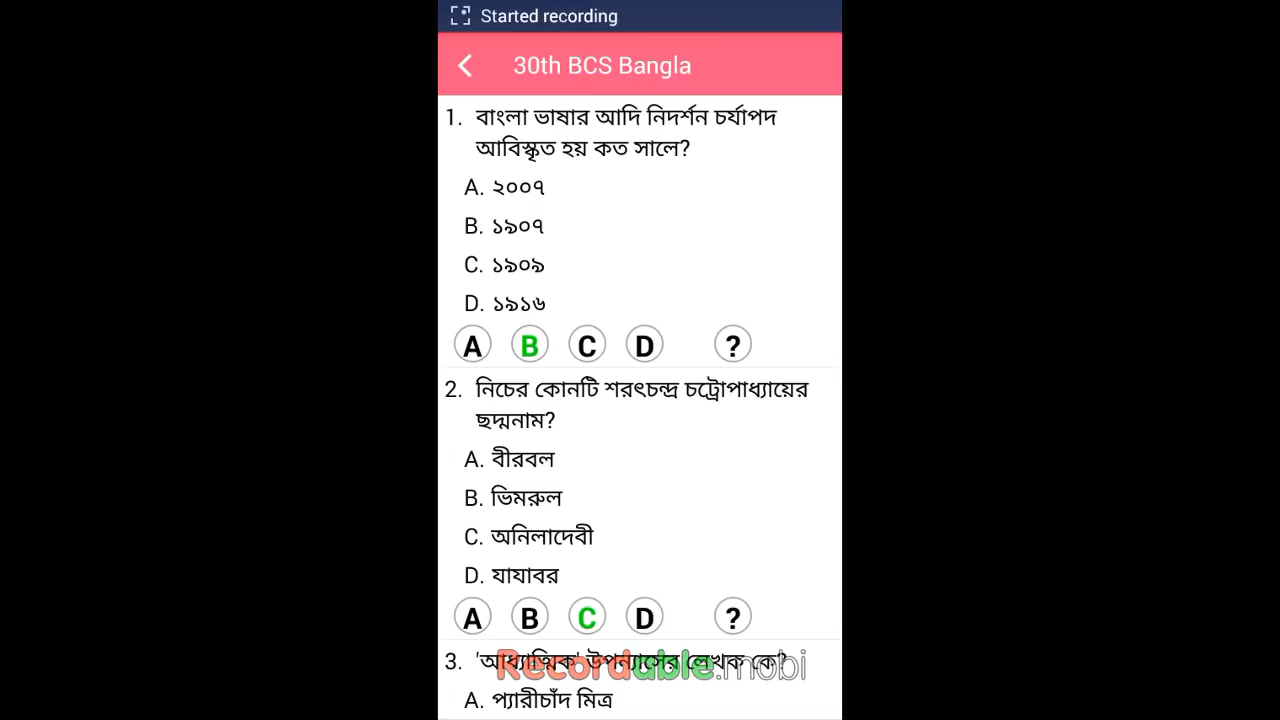 Started recording
30th BCS Bangla
1. বাংলা ভাষার আদি নিদর্শন চর্যাপদ
আবিস্কৃত হয় কত সালে?
A. ২০০৭
B. ১৯০৭
C. ১৯০৯
D. ১৯১৬
A B C D ?
2. নিচের কোনটি শরৎচন্দ্র চট্রোপাধ্যায়ের
ছদ্মনাম?
A. বীরবল
B. ভিমরুল
C. অনিলাদেবী
D. যাযাবর
A B C D ?
3. 'আধ্যাত্নিক' উপন্যাসের লেখক কে?
Recordable.mobi
A. প্যারীচাঁদ মিত্র